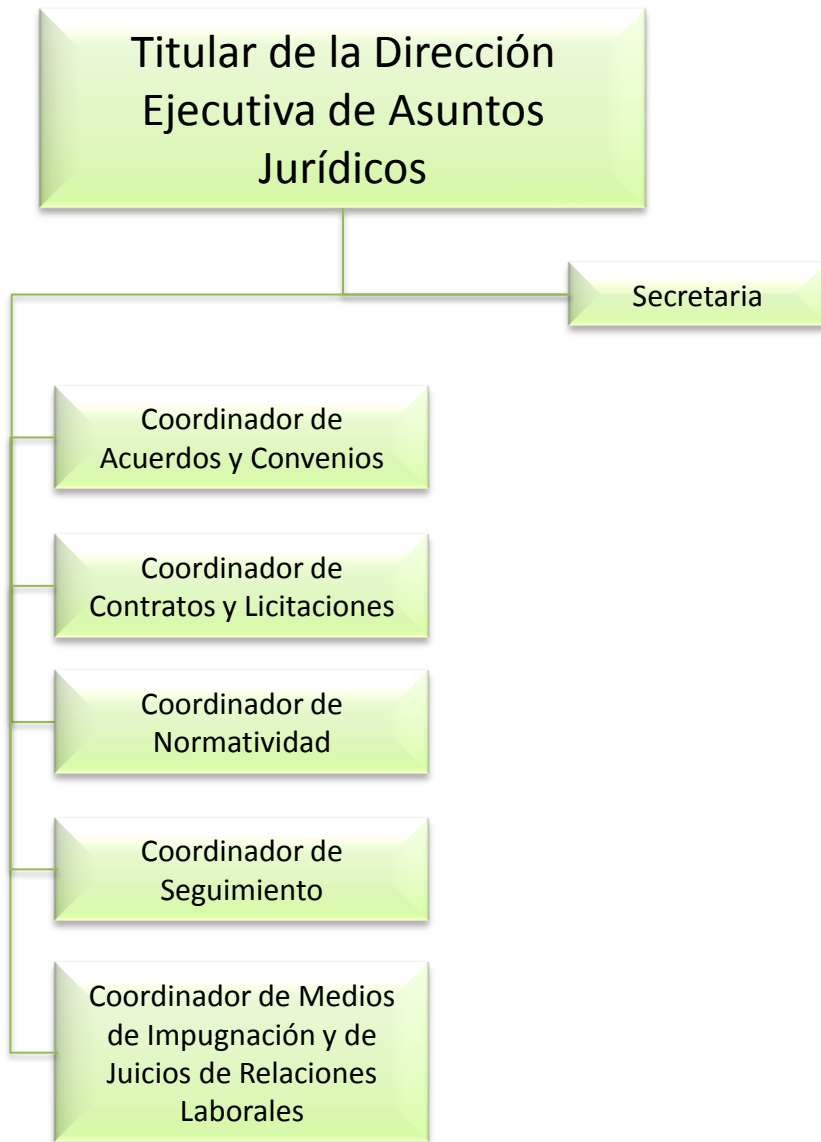 Titular de la Dirección
Ejecutiva de Asuntos
Jurídicos
Secretaria
Coordinador de
Acuerdos y Convenios
Coordinador de
Contratos y Licitaciones
Coordinador de
Normatividad
Coordinador de
Seguimiento
Coordinador de Medios
de Impugnación y de
Juicios de Relaciones
Laborales